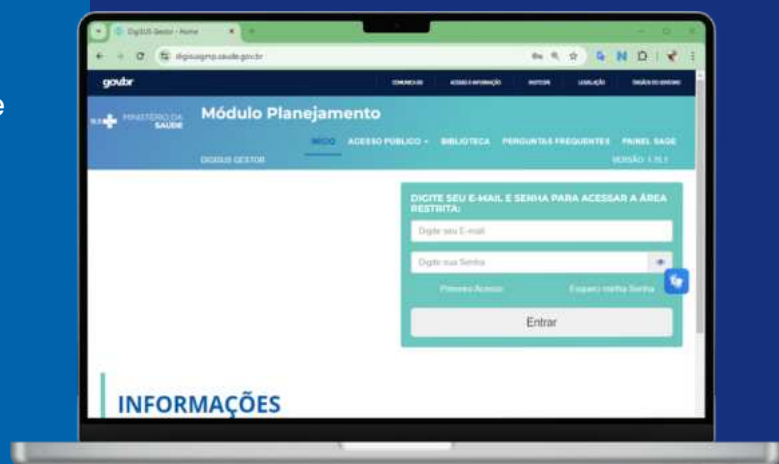 e
DigiSUS Gestor - Home
digisusgmp.saude.gov.br
govbr
COMUNICA BR ACESSO À INFORMAÇÃO PARTICIPE LEGISLAÇÃO ÓRGÃOS DO GOVERNO
MINISTÉRIO DA
SAÚDE
Módulo Planejamento
INÍCIO ACESSO PÚBLICO BIBLIOTECA PERGUNTAS FREQUENTES PAINEL SAGE
DIGISUS GESTOR
VERSÃO
DIGITE SEU E-MAIL E SENHA PARA ACESSAR A ÁREA
RESTRITA:
Digite seu E-mail
Digite sua Senha
Primeiro Acesso Esqueci minha Senha
Entrar
INFORMAÇÕES